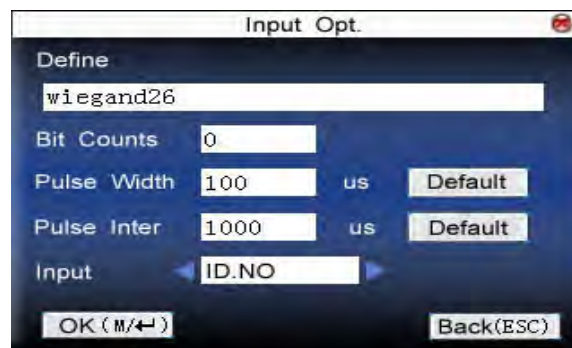 Input Opt.
Define
wiegand26
Bit Counts 0
Pulse Width 100 us Default
Pulse Inter 1000 us Default
Input ID.NO
OK(M/↵) Back(ESC)